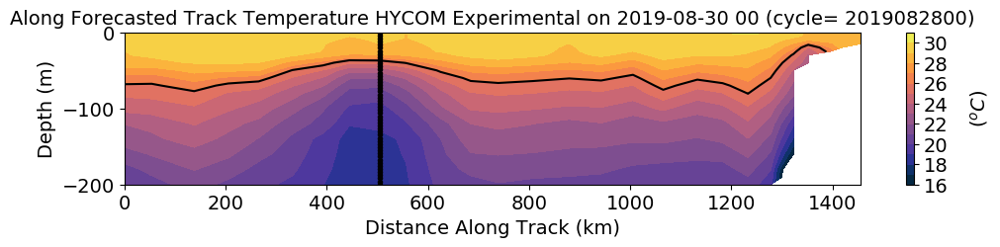 Along Forecasted Track Temperature HYCOM Experimental on 2019-08-30 00 (cycle= 2019082800)
Depth (m)
0
−100
−200
0 200 400 600 800 1000 1200 1400
Distance Along Track (km)
30
28
26
24
22
20
18
16
(°C)